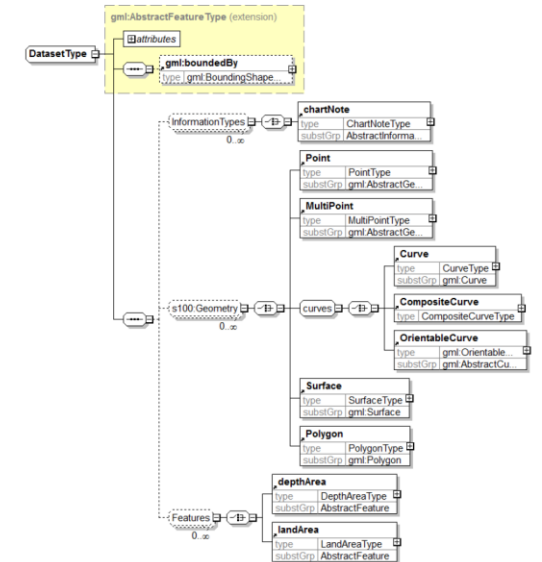 gml:AbstractFeatureType (extension)
attributes
DatasetType
gml:boundedBy
type gml:BoundingShape...
InformationTypes
0..∞
chartNote
type ChartNoteType
substGrp AbstractInforma...
Point
type PointType
substGrp gml:AbstractGe...
MultiPoint
type MultiPointType
substGrp gml:AbstractGe...
Curve
type CurveType
substGrp gml:Curve
s100:Geometry
0..∞
curves
CompositeCurve
type CompositeCurveType
OrientableCurve
type gml:Orientable...
substGrp gml:AbstractCu...
Surface
type SurfaceType
substGrp gml:Surface
Polygon
type PolygonType
substGrp gml:Polygon
Features
0..∞
depthArea
type DepthAreaType
substGrp AbstractFeature
landArea
type LandAreaType
substGrp AbstractFeature